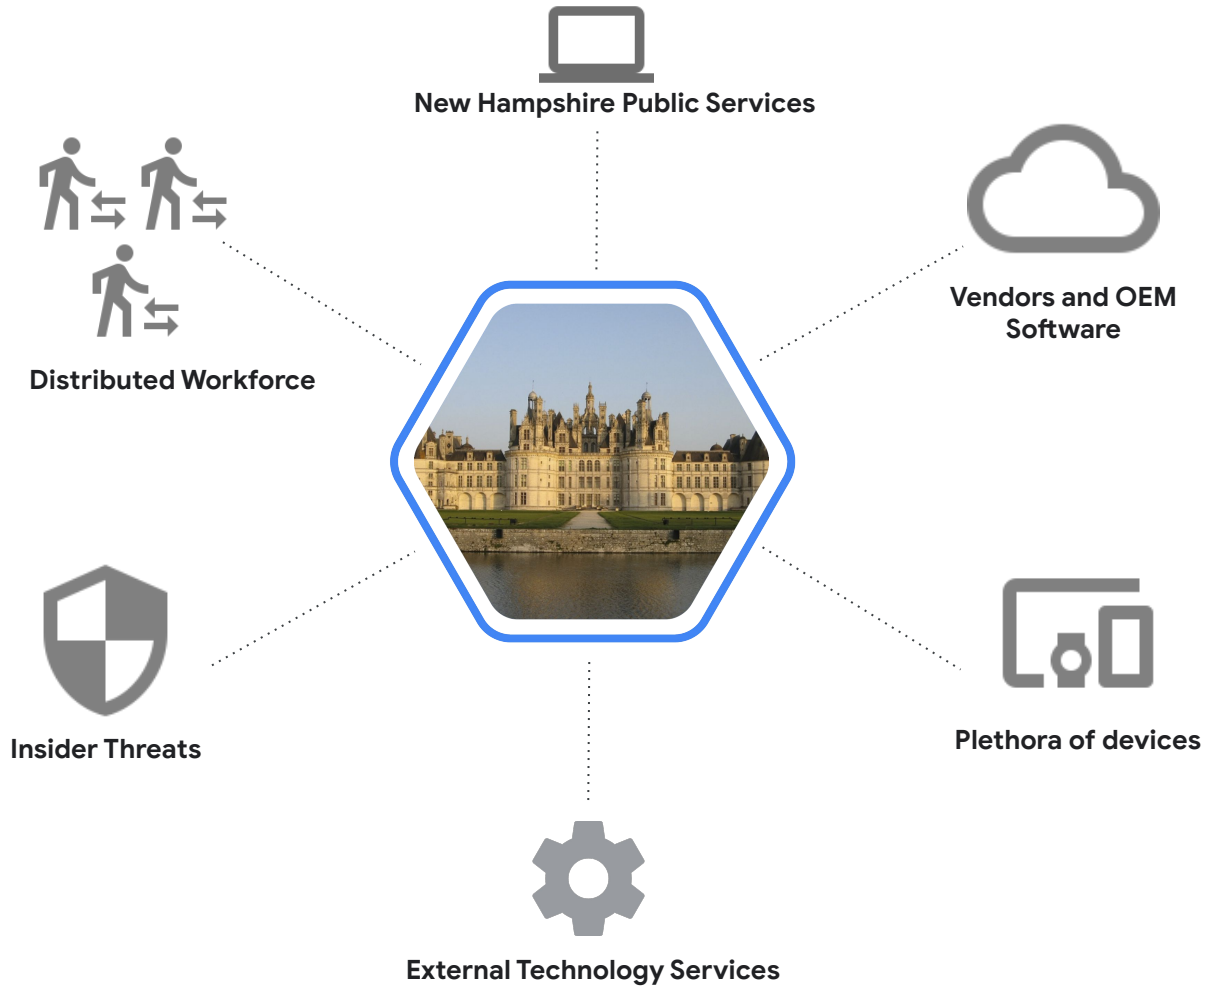 New Hampshire Public Services
Vendors and OEM
Software
Distributed Workforce
Insider Threats
Plethora of devices
External Technology Services